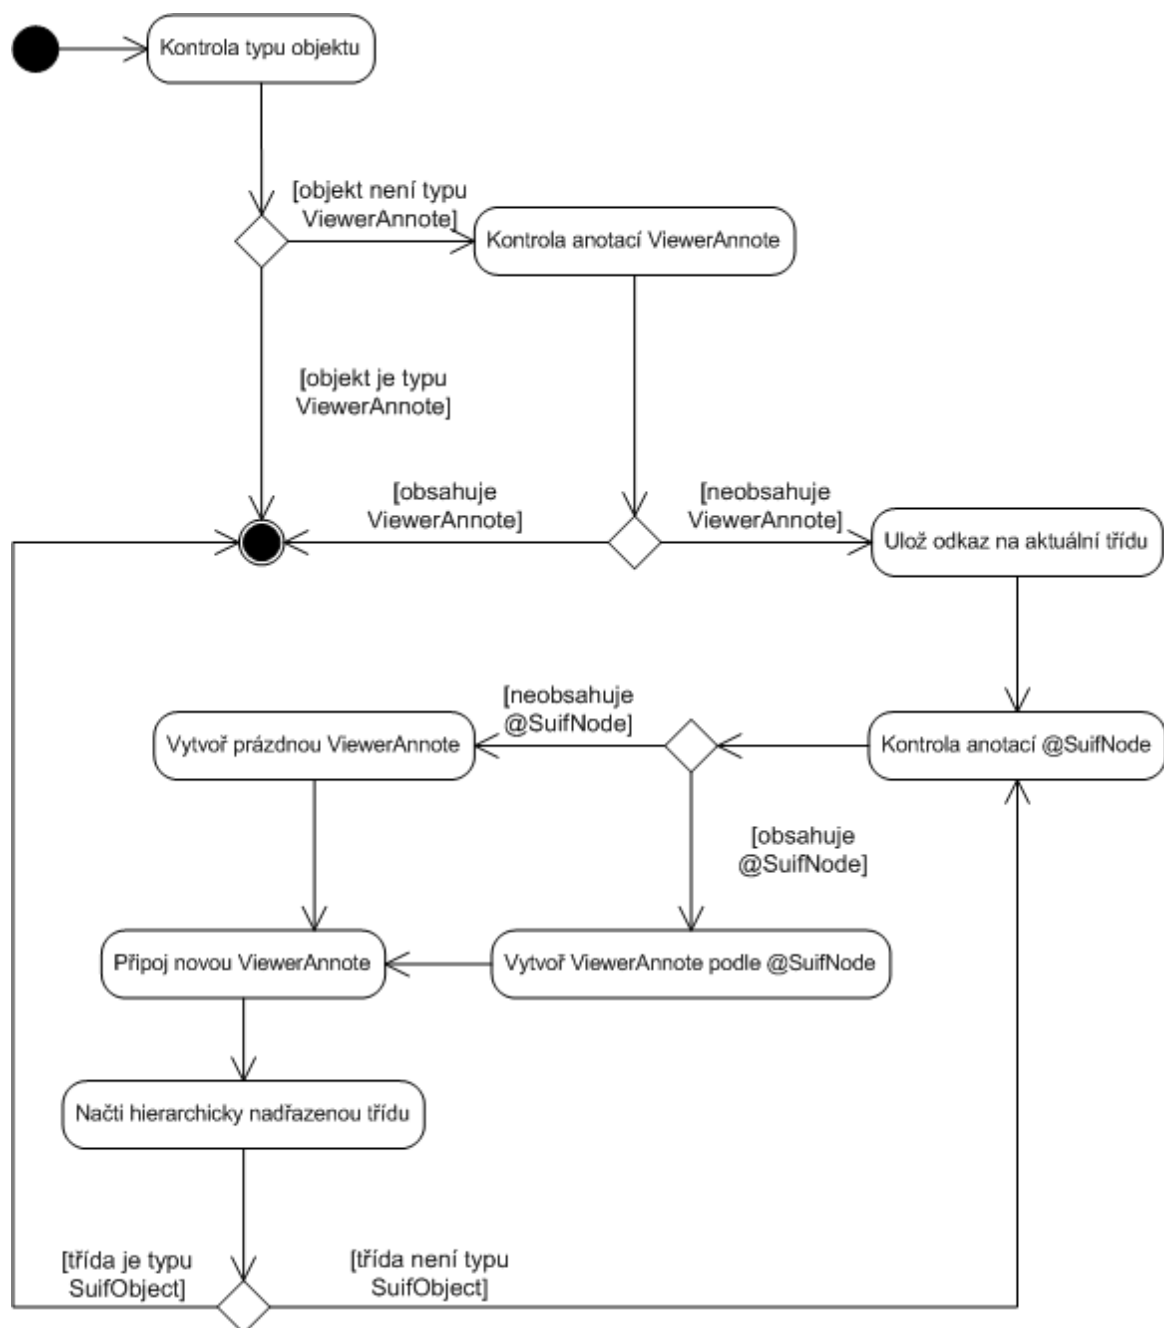 Kontrola typu objektu
[objekt není typu
ViewerAnnote]
Kontrola anotací ViewerAnnote
[objekt je typu
ViewerAnnote]
[obsahuje
ViewerAnnote]
[neobsahuje
ViewerAnnote]
Ulož odkaz na aktuální třídu
[neobsahuje
@SuifNode]
Vytvoř prázdnou ViewerAnnote
Kontrola anotací @SuifNode
[obsahuje
@SuifNode]
Připoj novou ViewerAnnote
Vytvoř ViewerAnnote podle @SuifNode
Načti hierarchicky nadřazenou třídu
[třída je typu
SuifObject]
[třída není typu
SuifObject]